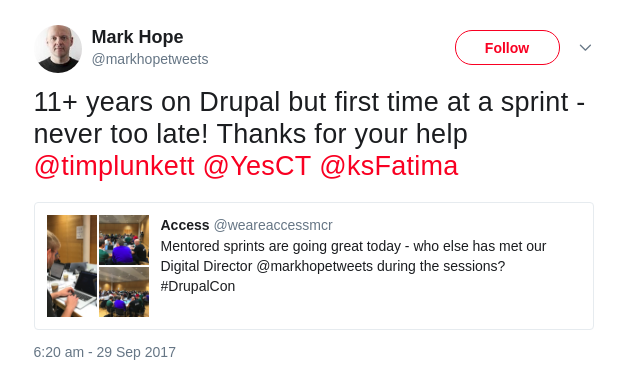 Mark Hope
@markhopetweets
Follow
11+ years on Drupal but first time at a sprint -
never too late! Thanks for your help
@timplunkett @YesCT @ksFatima
Access @weareaccessmcr
Mentored sprints are going great today - who else has met our
Digital Director @markhopetweets during the sessions?
#DrupalCon
6:20 am - 29 Sep 2017